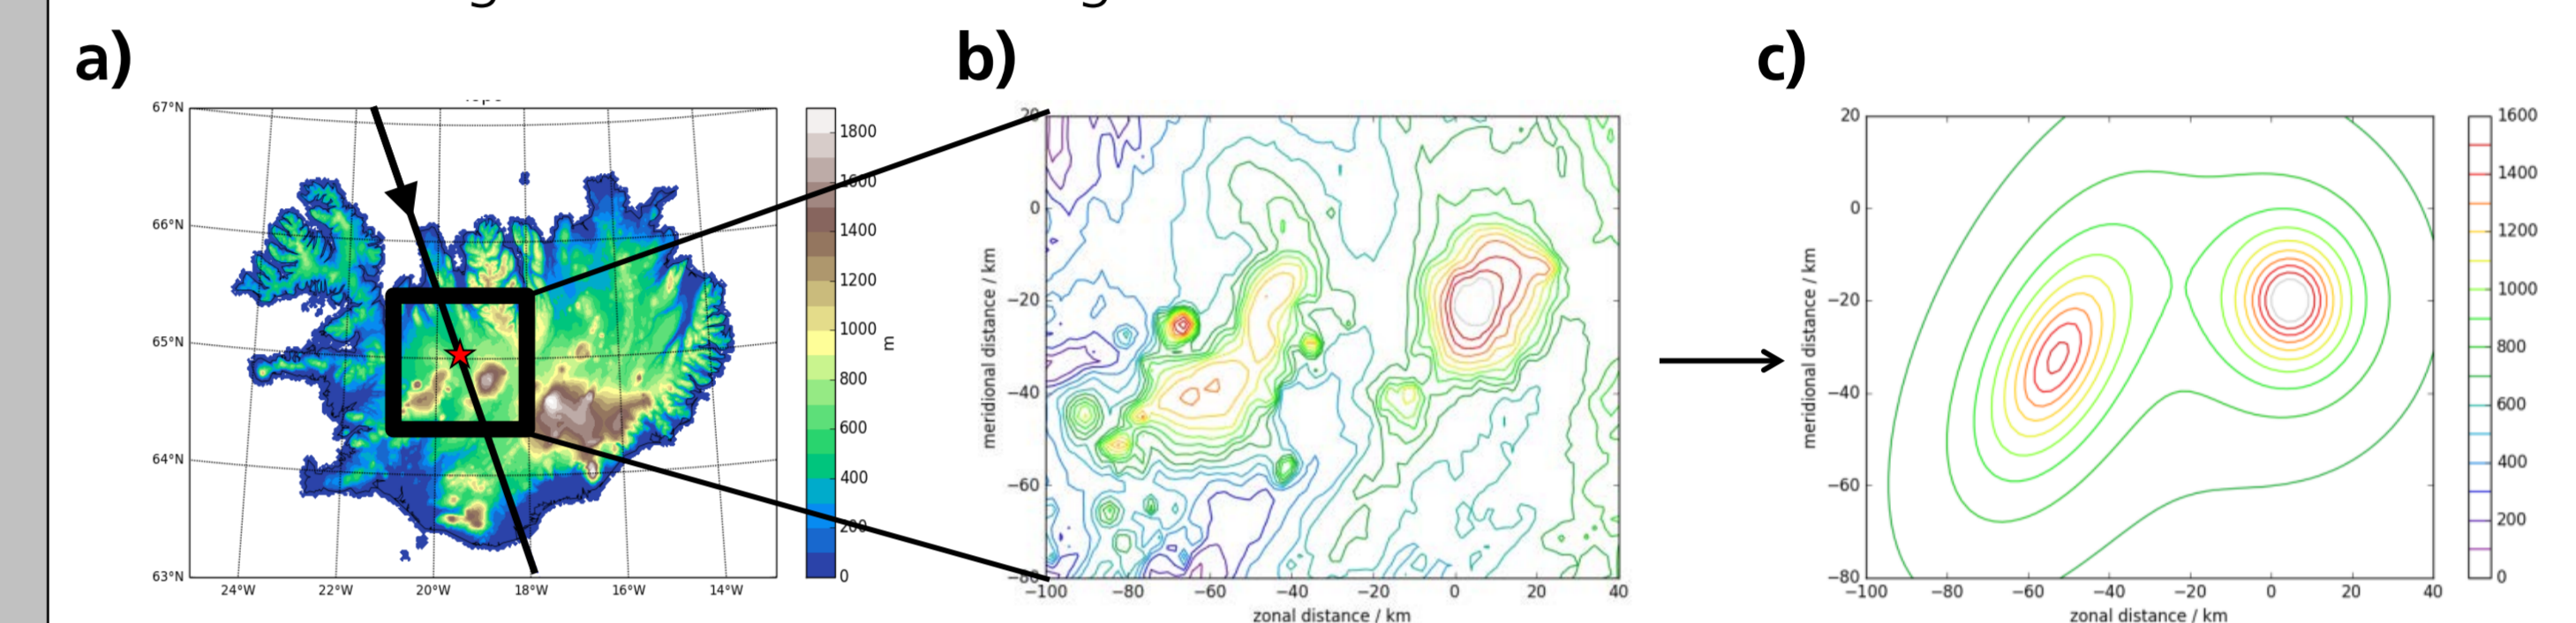 a)
b)
c)
67°N
66°N
65°N
64°N
63°N
24°W 22°W 20°W 18°W 16°W 14°W
1800
1600
1400
1200
1000
800
600
400
200
0
m
20
0
−20
−40
−60
−80
−100 −80 −60 −40 −20 0 20 40
meridional distance / km
zonal distance / km
20
0
−20
−40
−60
−80
−100 −80 −60 −40 −20 0 20 40
meridional distance / km
zonal distance / km
1600
1400
1200
1000
800
600
400
200
0